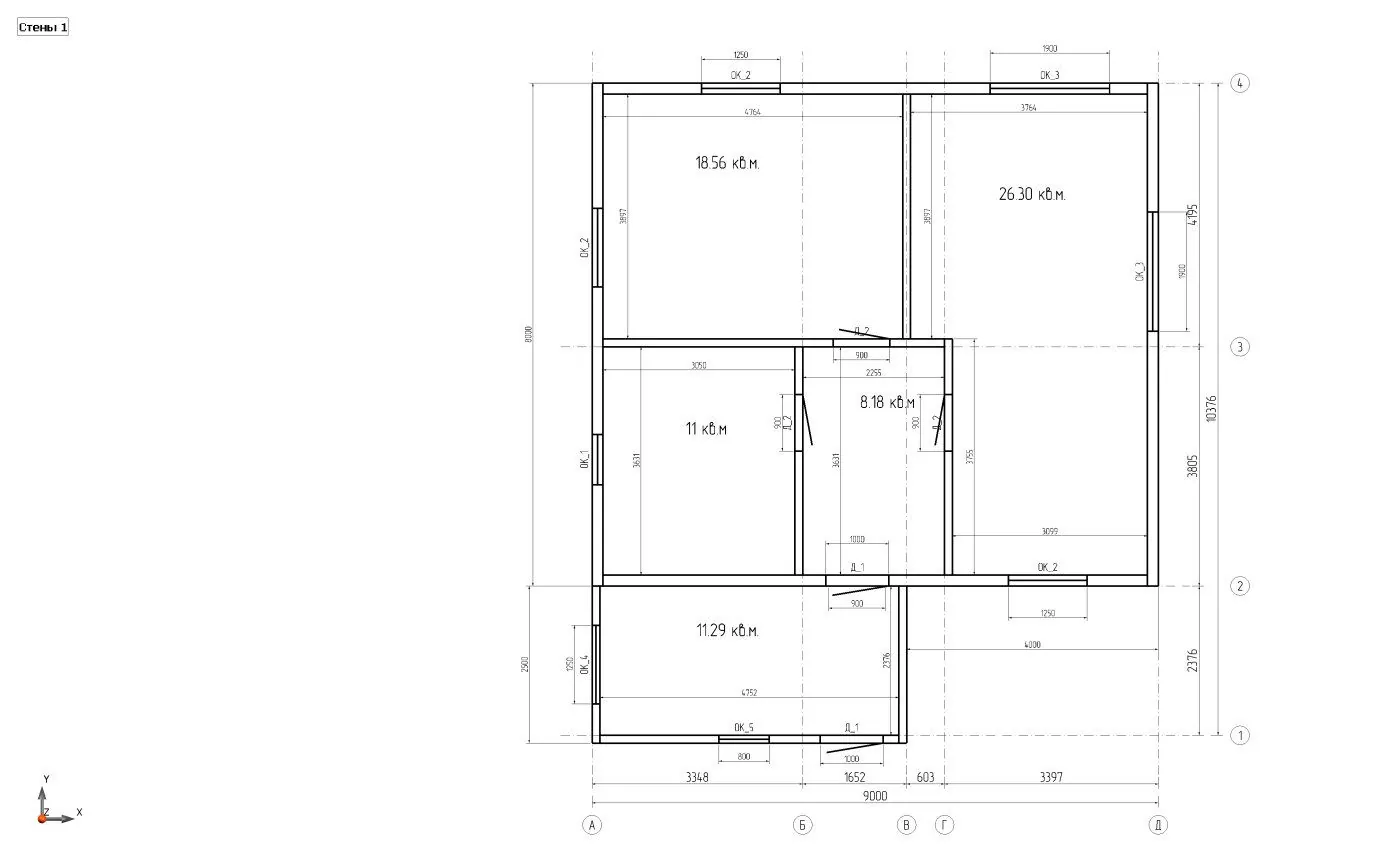 Стены 1
1250
1900
ОК_2
ОК_3
4
4764
3764
18.56 кв.м.
26.30 кв.м.
3897
3897
4195
ОК_2
ОК_3
1900
8000
Д_2
900
3
3050
2255
8.18 кв.м
10376
11 кв.м
900
Д_2
900
Д_2
ОК_1
3631
3631
3755
3805
1000
3099
Д_1
ОК_2
2
900
1250
11.29 кв.м.
4000
2500
1250
ОК_4
2376
2376
4752
ОК_5
Д_1
1
800
1000
3348
1652
603
3397
9000
Y
Z
X
А
Б
В
Г
Д